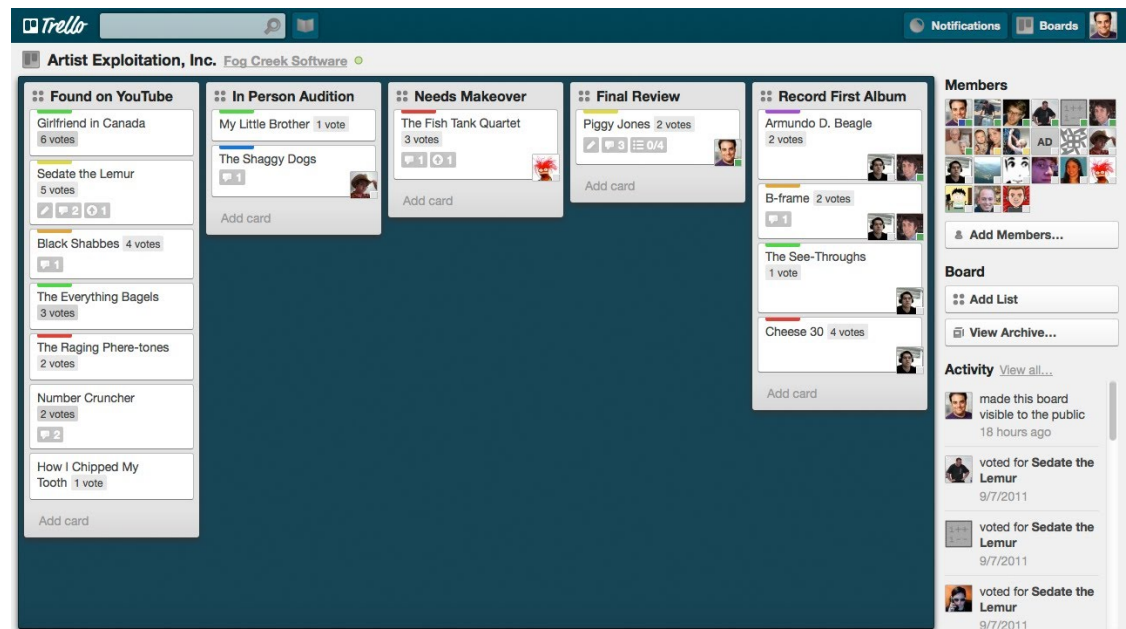 Trello
Notifications
Boards
Artist Exploitation, Inc. Fog Creek Software
Found on YouTube
Girlfriend in Canada
6 votes
Sedate the Lemur
5 votes
2 1
Black Shabbes 4 votes
1
The Everything Bagels
3 votes
The Raging Phere-tones
2 votes
Number Cruncher
2 votes
2
How I Chipped My
Tooth 1 vote
Add card
In Person Audition
My Little Brother 1 vote
The Shaggy Dogs
1
Add card
Needs Makeover
The Fish Tank Quartet
3 votes
1 1
Add card
Final Review
Piggy Jones 2 votes
3 0/4
Add card
Record First Album
Armundo D. Beagle
2 votes
B-frame 2 votes
1
The See-Throughs
1 vote
Cheese 30 4 votes
Add card
Members
i++
AD
Add Members...
Board
Add List
View Archive...
Activity View all...
made this board
visible to the public
18 hours ago
voted for Sedate the
Lemur
9/7/2011
i++
i--
voted for Sedate the
Lemur
9/7/2011
voted for Sedate the
Lemur
9/7/2011